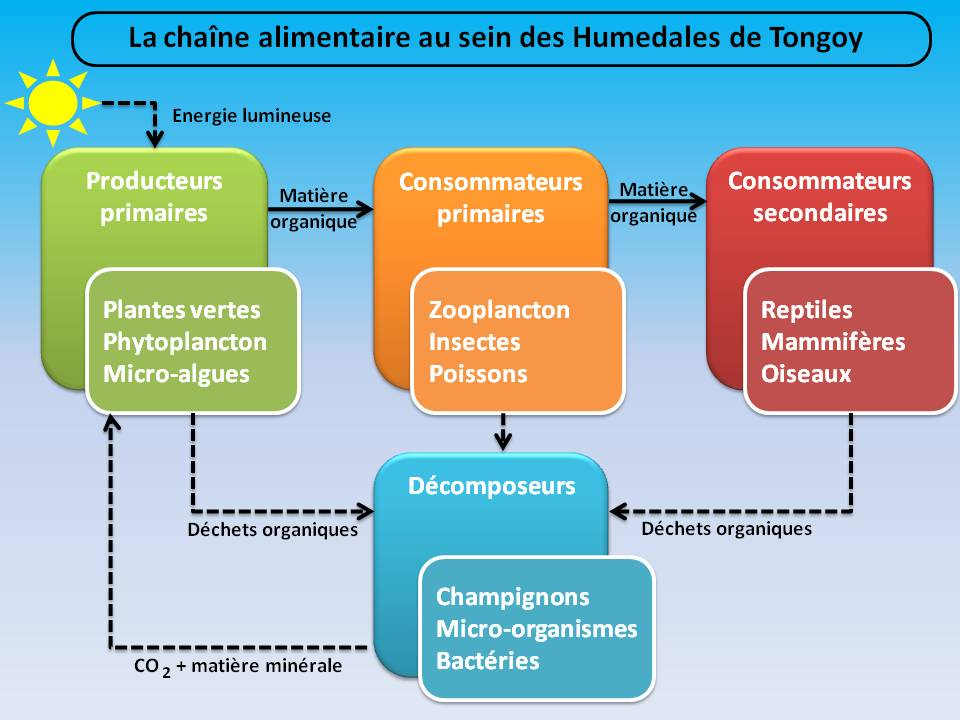 La chaîne alimentaire au sein des Humedales de Tongoy
Energie lumineuse
Producteurs
primaires
Matière
organique
Consommateurs
primaires
Matière
organique
Consommateurs
secondaires
Plantes vertes
Phytoplancton
Micro-algues
Zooplancton
Insectes
Poissons
Reptiles
Mammifères
Oiseaux
Décomposeurs
Déchets organiques
Déchets organiques
Champignons
Micro-organismes
Bactéries
CO2 + matière minérale